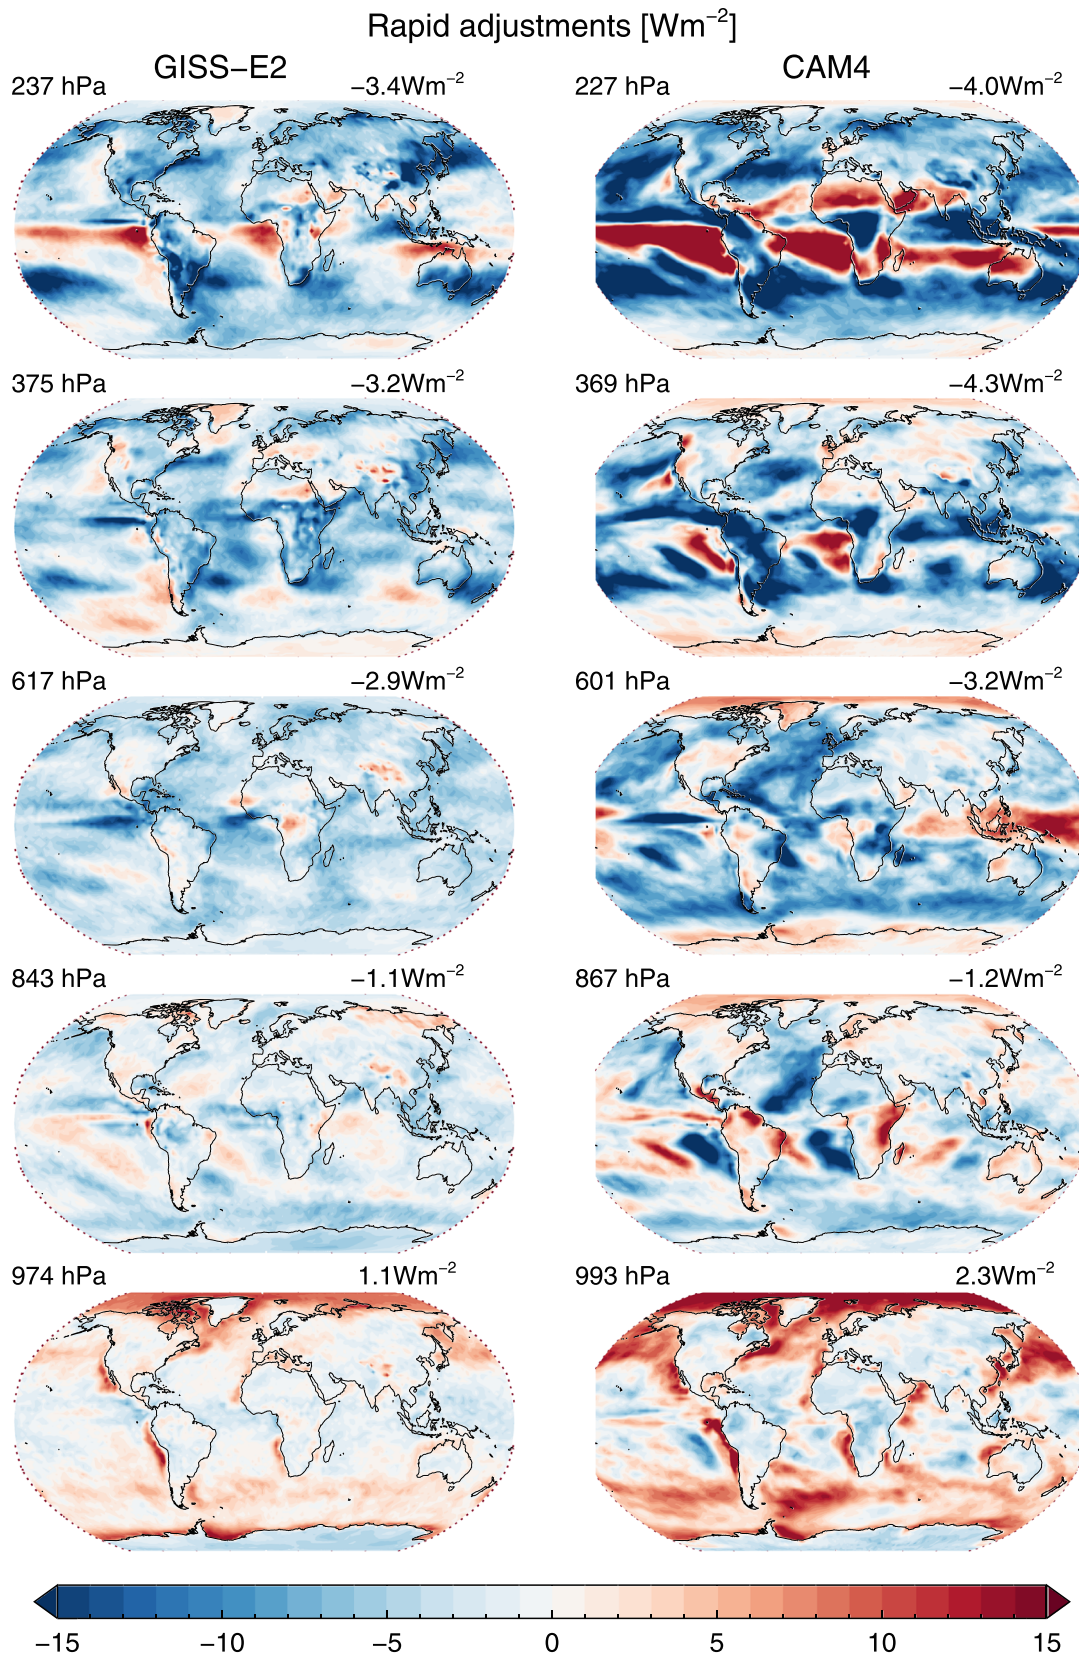 Rapid adjustments [Wm⁻²]
GISS−E2 CAM4
237 hPa −3.4Wm⁻² 227 hPa −4.0Wm⁻²
375 hPa −3.2Wm⁻² 369 hPa −4.3Wm⁻²
617 hPa −2.9Wm⁻² 601 hPa −3.2Wm⁻²
843 hPa −1.1Wm⁻² 867 hPa −1.2Wm⁻²
974 hPa 1.1Wm⁻² 993 hPa 2.3Wm⁻²
−15 −10 −5 0 5 10 15